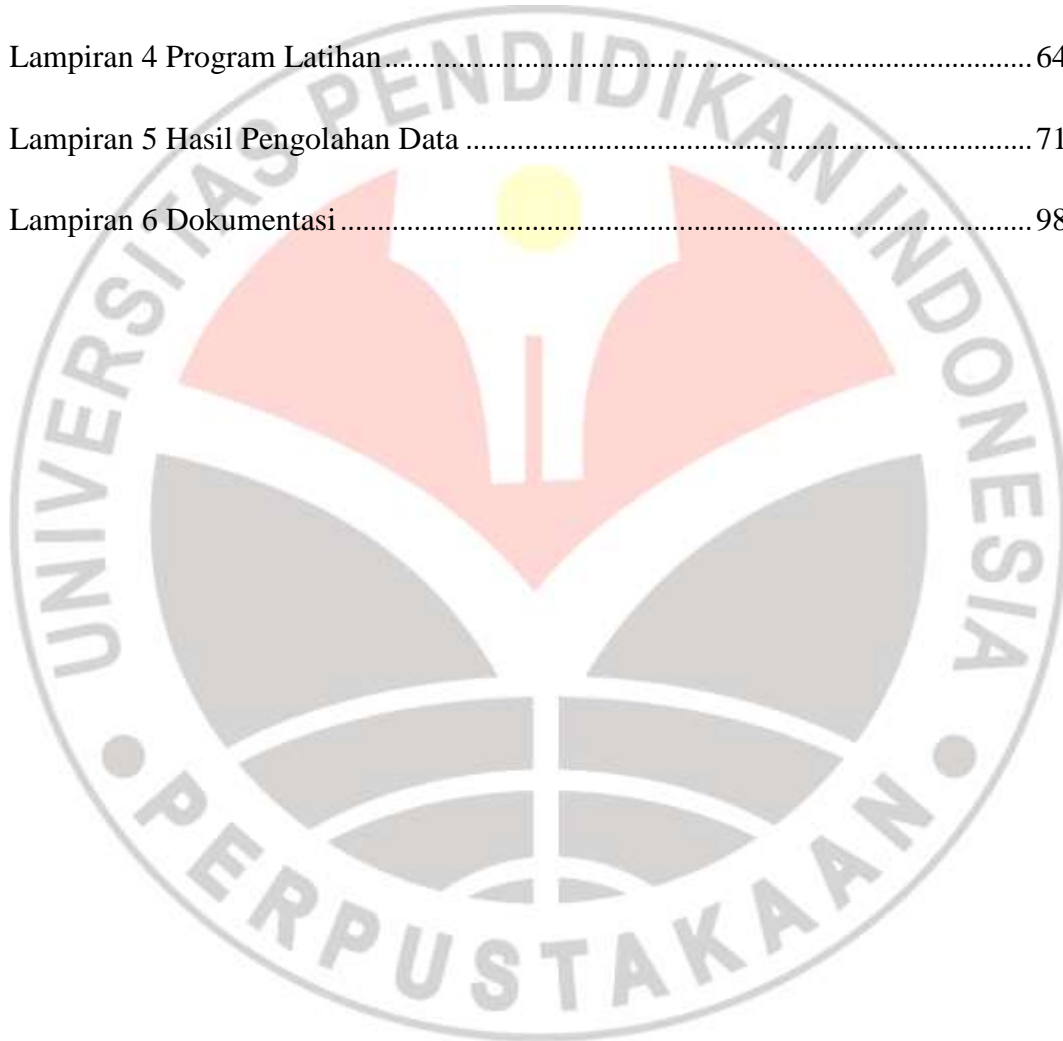 Lampiran 4 Program Latihan................................................................................64
Lampiran 5 Hasil Pengolahan Data ......................................................................71
Lampiran 6 Dokumentasi.....................................................................................98
UNIVERSITAS PENDIDIKAN INDONESIA
• PERPUSTAKAAN •